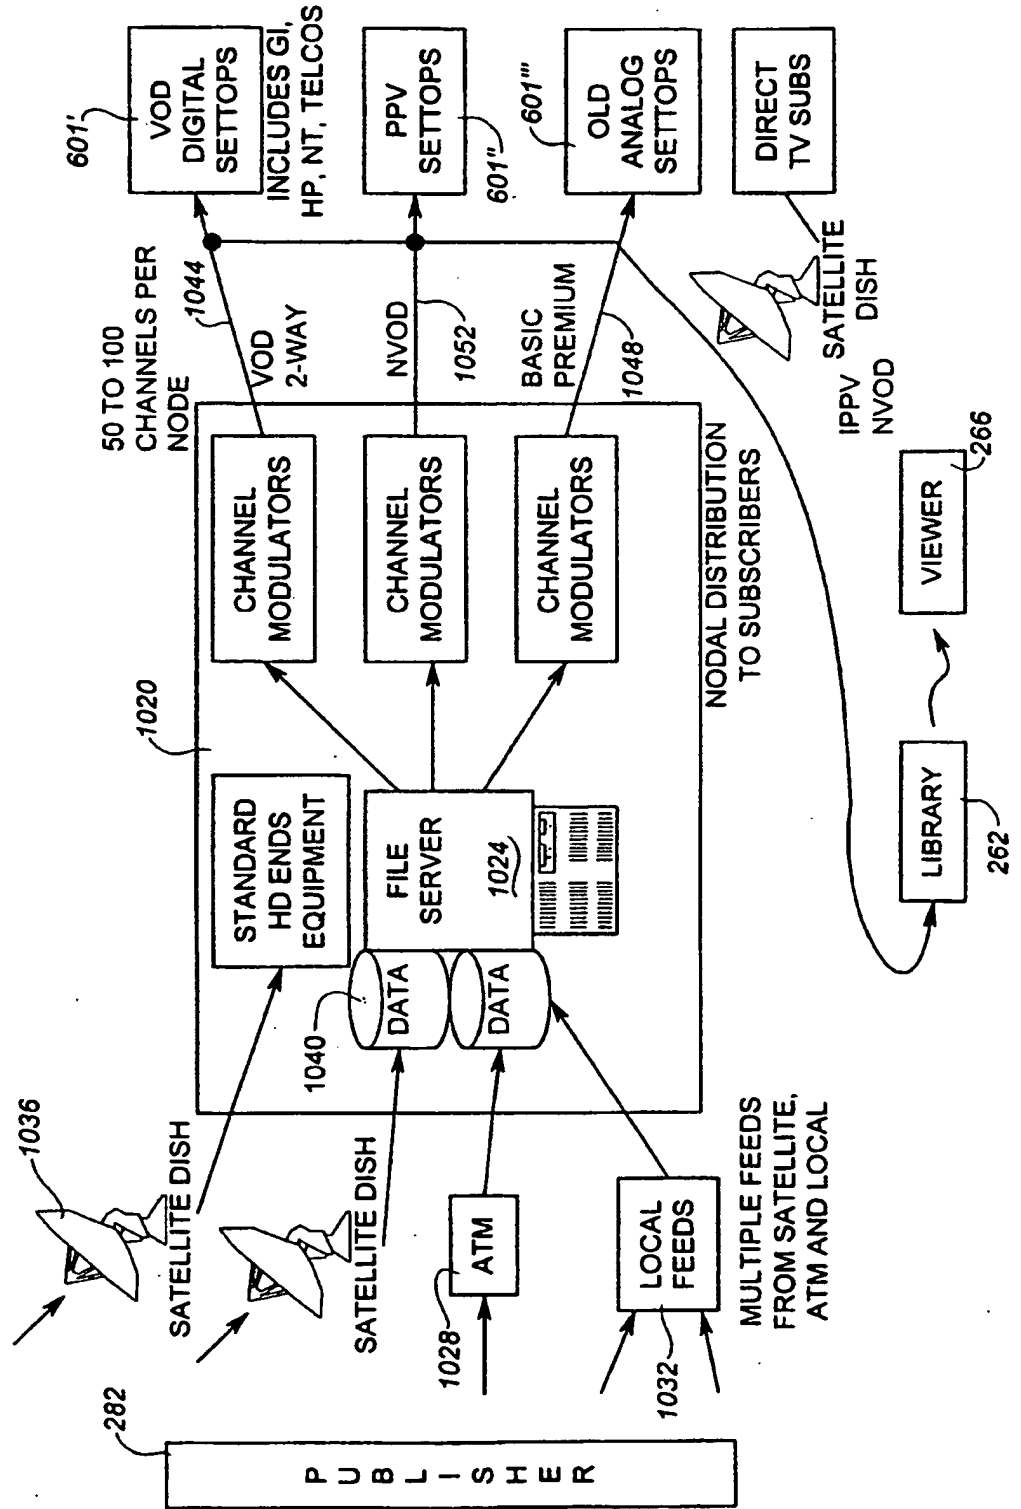 282
PUBLISHER
1036
SATELLITE DISH
SATELLITE DISH
1028
ATM
1032
LOCAL
FEEDS
MULTIPLE FEEDS
FROM SATELLITE,
ATM AND LOCAL
1020
STANDARD
HD ENDS
EQUIPMENT
1040
DATA
DATA
FILE
SERVER
1024
CHANNEL
MODULATORS
CHANNEL
MODULATORS
CHANNEL
MODULATORS
NODAL DISTRIBUTION
TO SUBSCRIBERS
50 TO 100
CHANNELS PER
NODE
1044
VOD
2-WAY
NVOD
1052
BASIC
PREMIUM
1048
601'
VOD
DIGITAL
SETTOPS
INCLUDES GI,
HP, NT, TELCOS
PPV
SETTOPS
601"
601'''
OLD
ANALOG
SETTOPS
DIRECT
TV SUBS
SATELLITE
DISH
IPPV
NVOD
LIBRARY
262
VIEWER
266